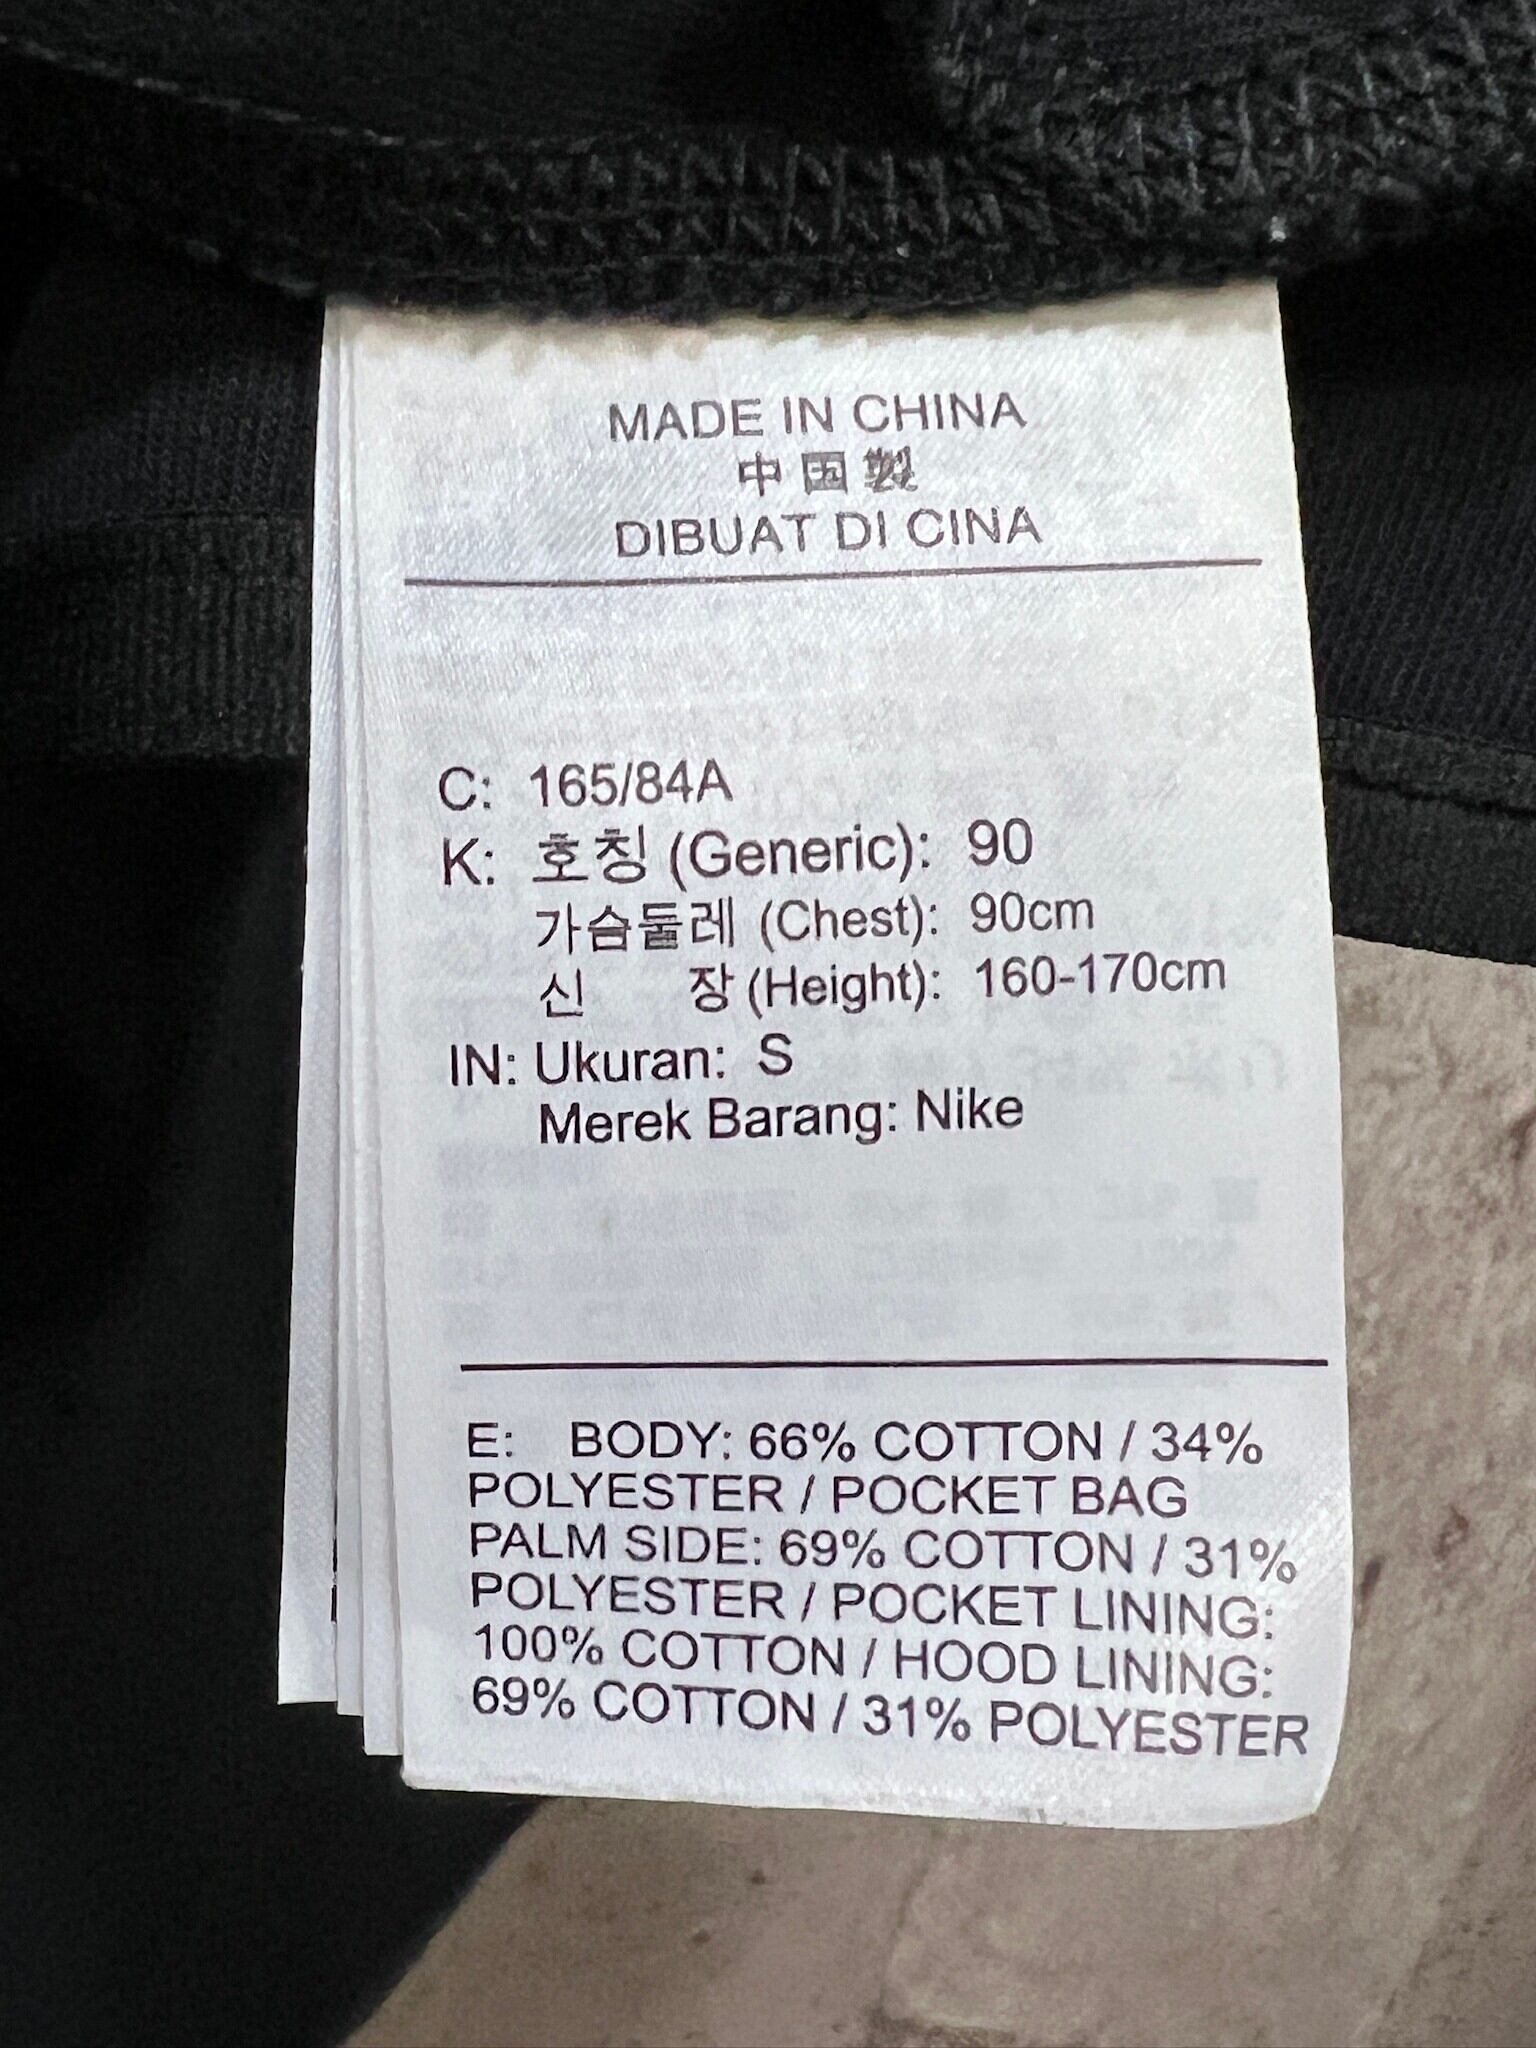 MADE IN CHINA
中国製
DIBUAT DI CINA
C: 165/84A
K: 호칭 (Generic): 90
가슴둘레 (Chest): 90cm
신 장 (Height): 160-170cm
IN: Ukuran: S
Merek Barang: Nike
E: BODY: 66% COTTON / 34%
POLYESTER / POCKET BAG
PALM SIDE: 69% COTTON / 31%
POLYESTER / POCKET LINING:
100% COTTON / HOOD LINING:
69% COTTON / 31% POLYESTER